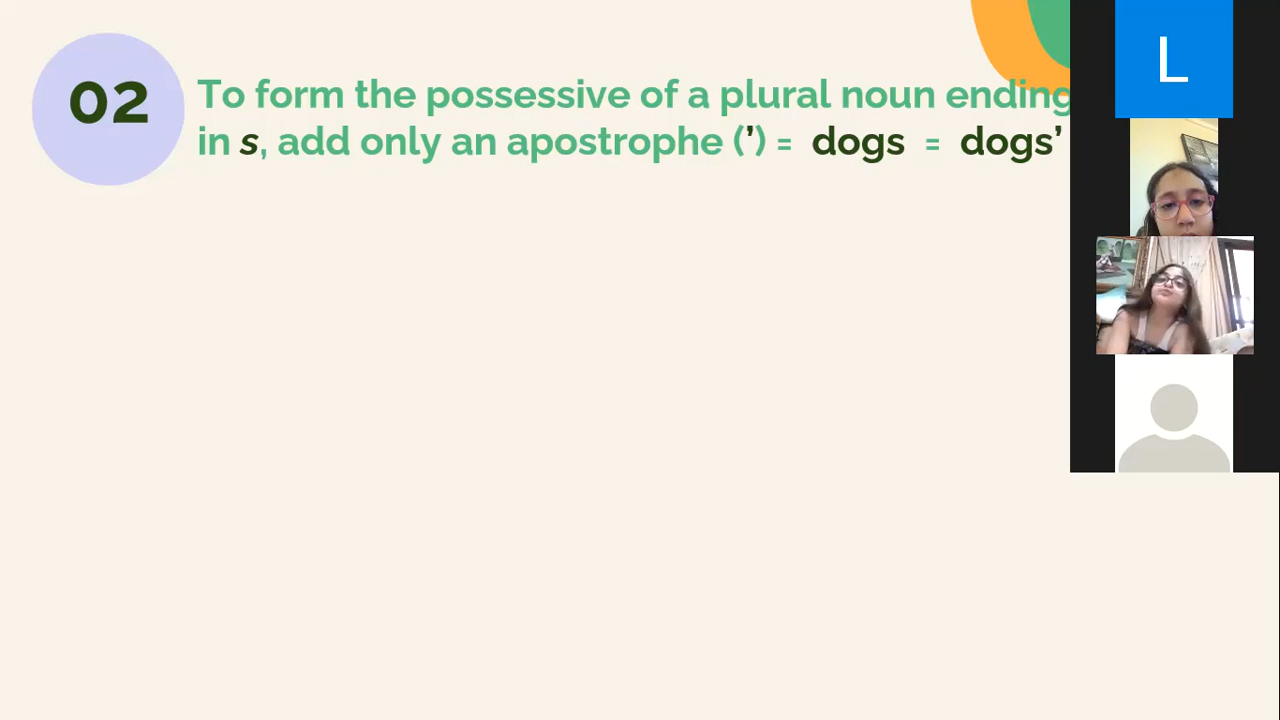 02
To form the possessive of a plural noun ending
in s, add only an apostrophe (’) = dogs = dogs’
L